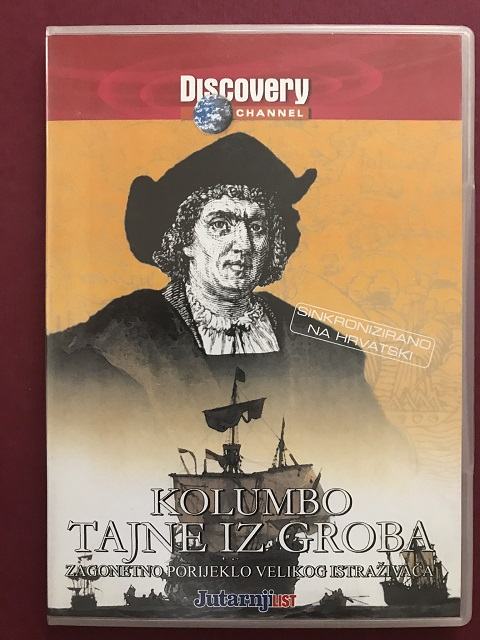 Discovery
CHANNEL
SINKRONIZIRANO
NA HRVATSKI
KOLUMBO
TAJNE IZ GROBA
ZAGONETNO PORIJEKLO VELIKOG ISTRAŽIVAČA
Jutarnji LIST